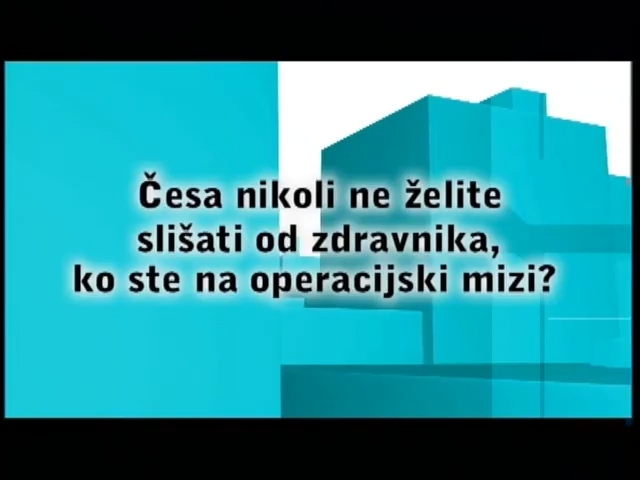 Česa nikoli ne želite
slišati od zdravnika,
ko ste na operacijski mizi?